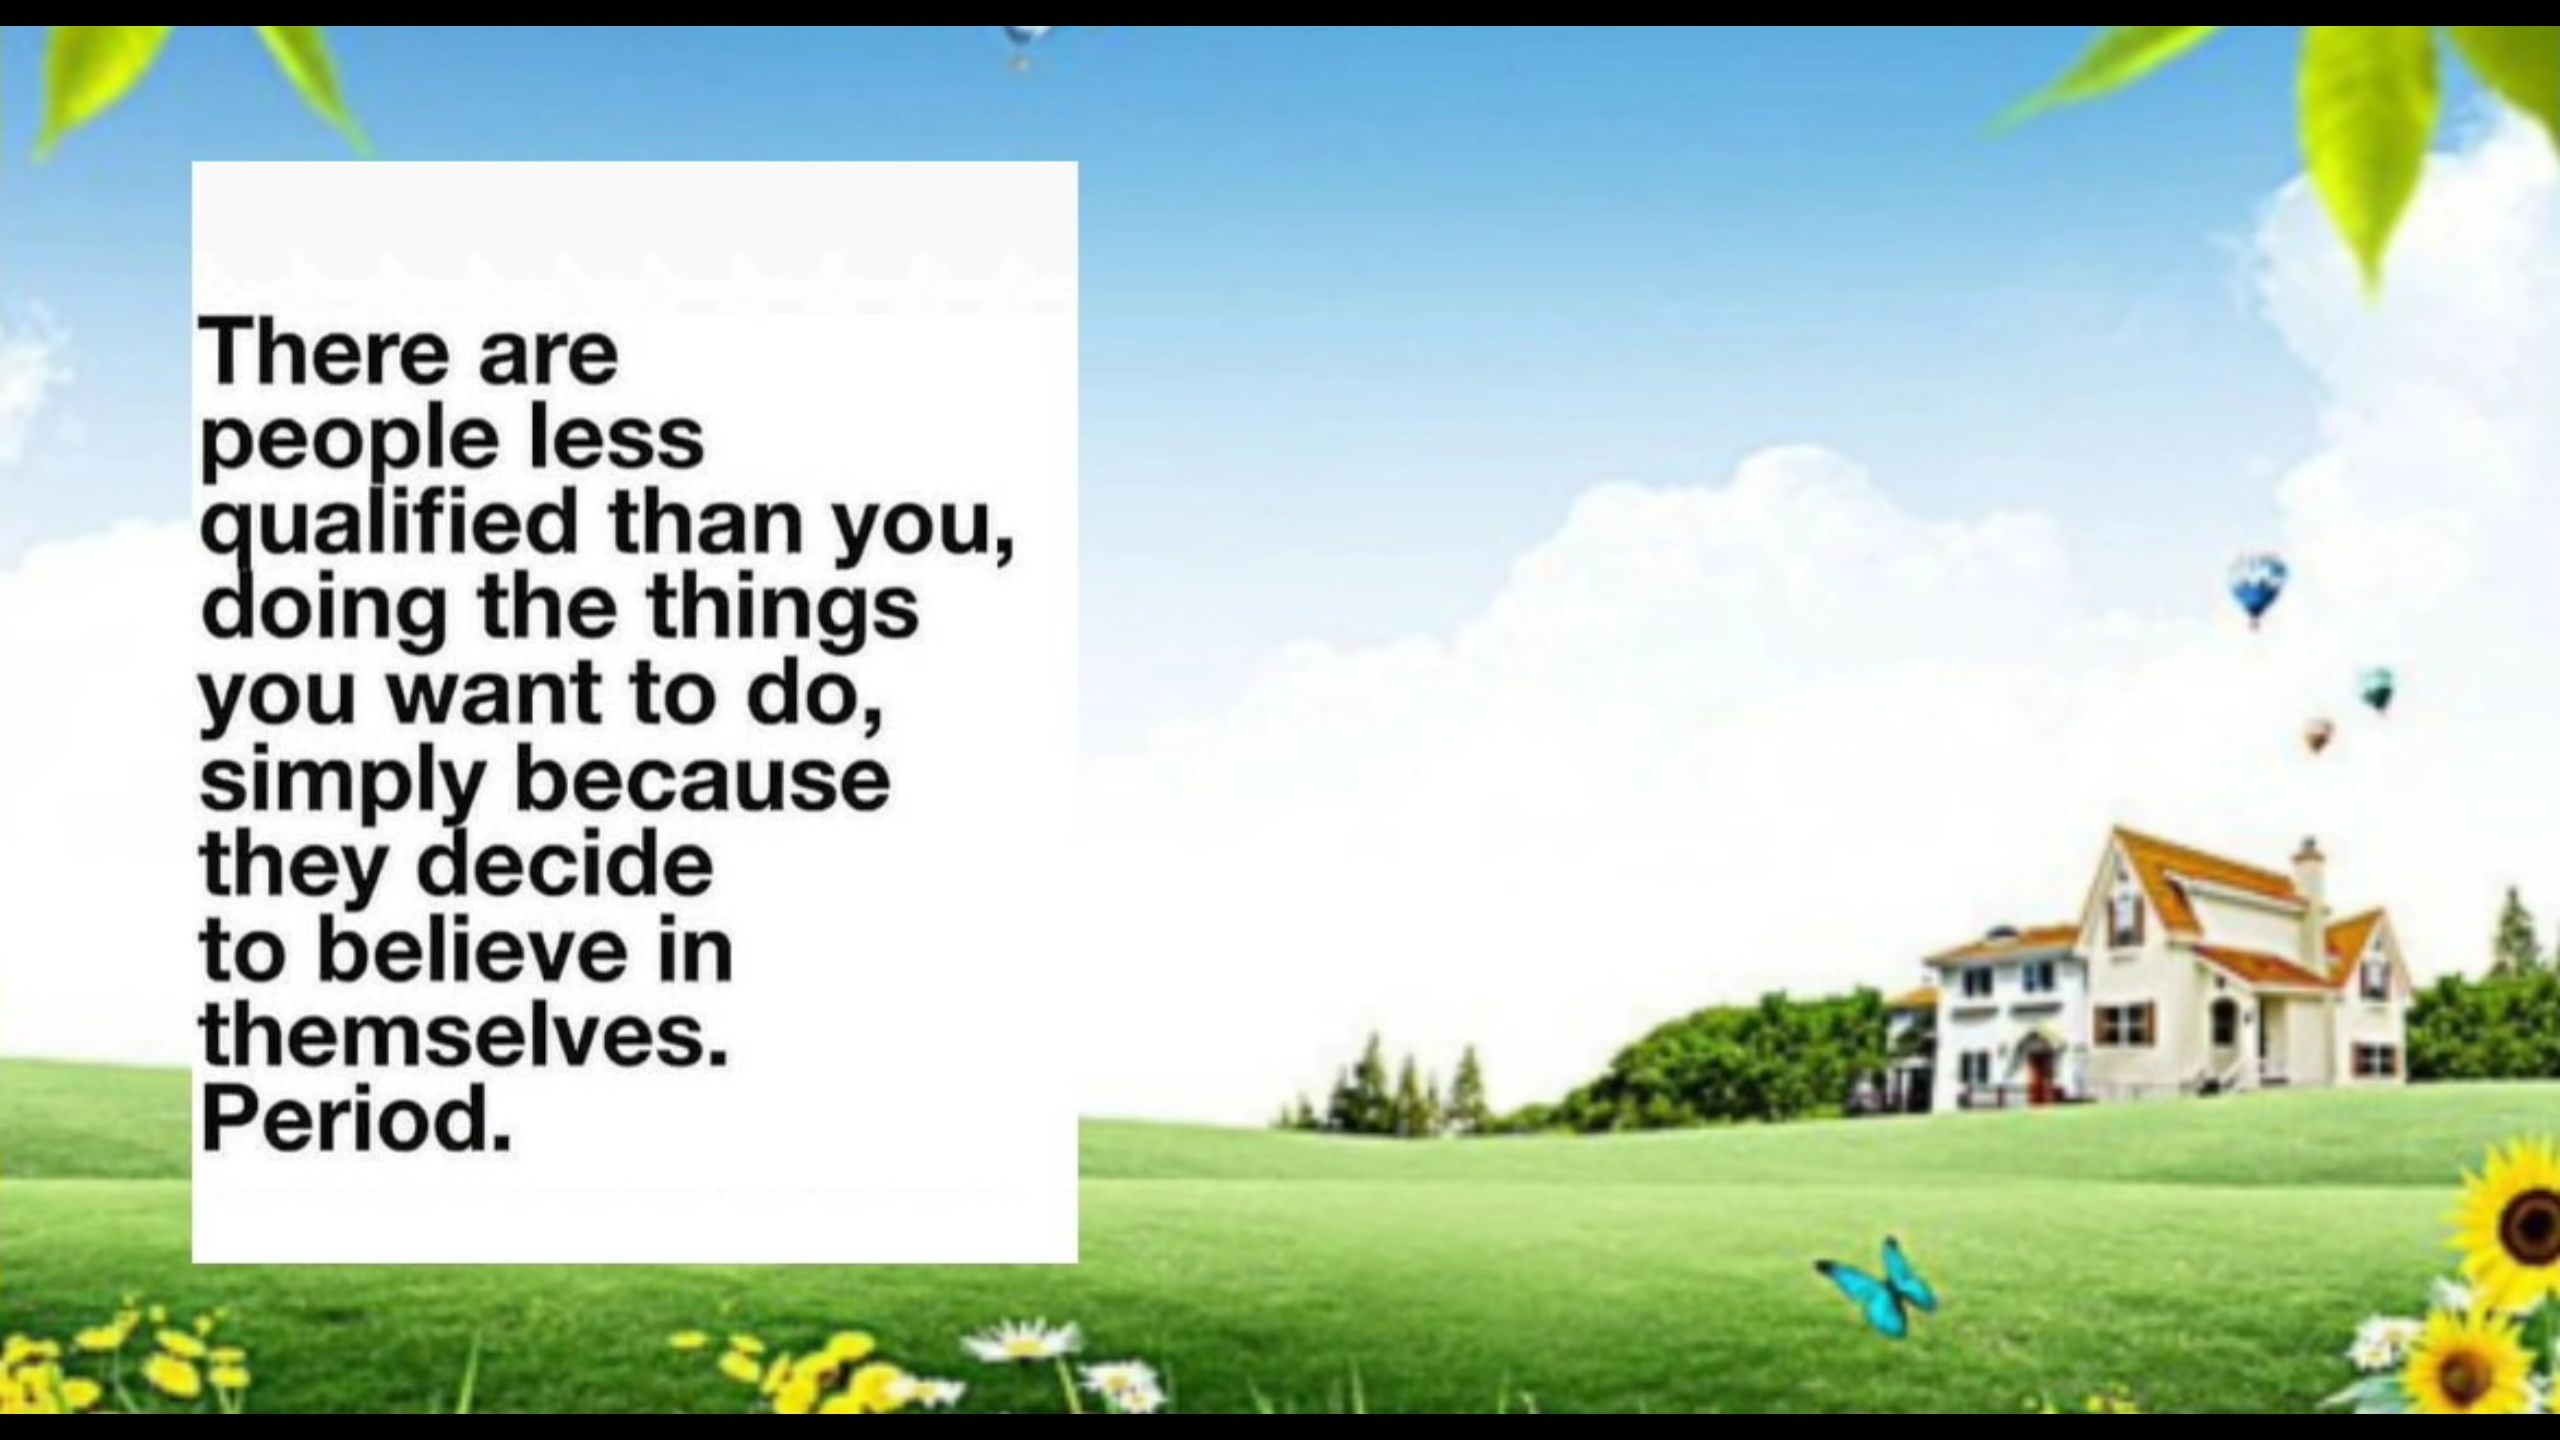 There are
people less
qualified than you,
doing the things
you want to do,
simply because
they decide
to believe in
themselves.
Period.